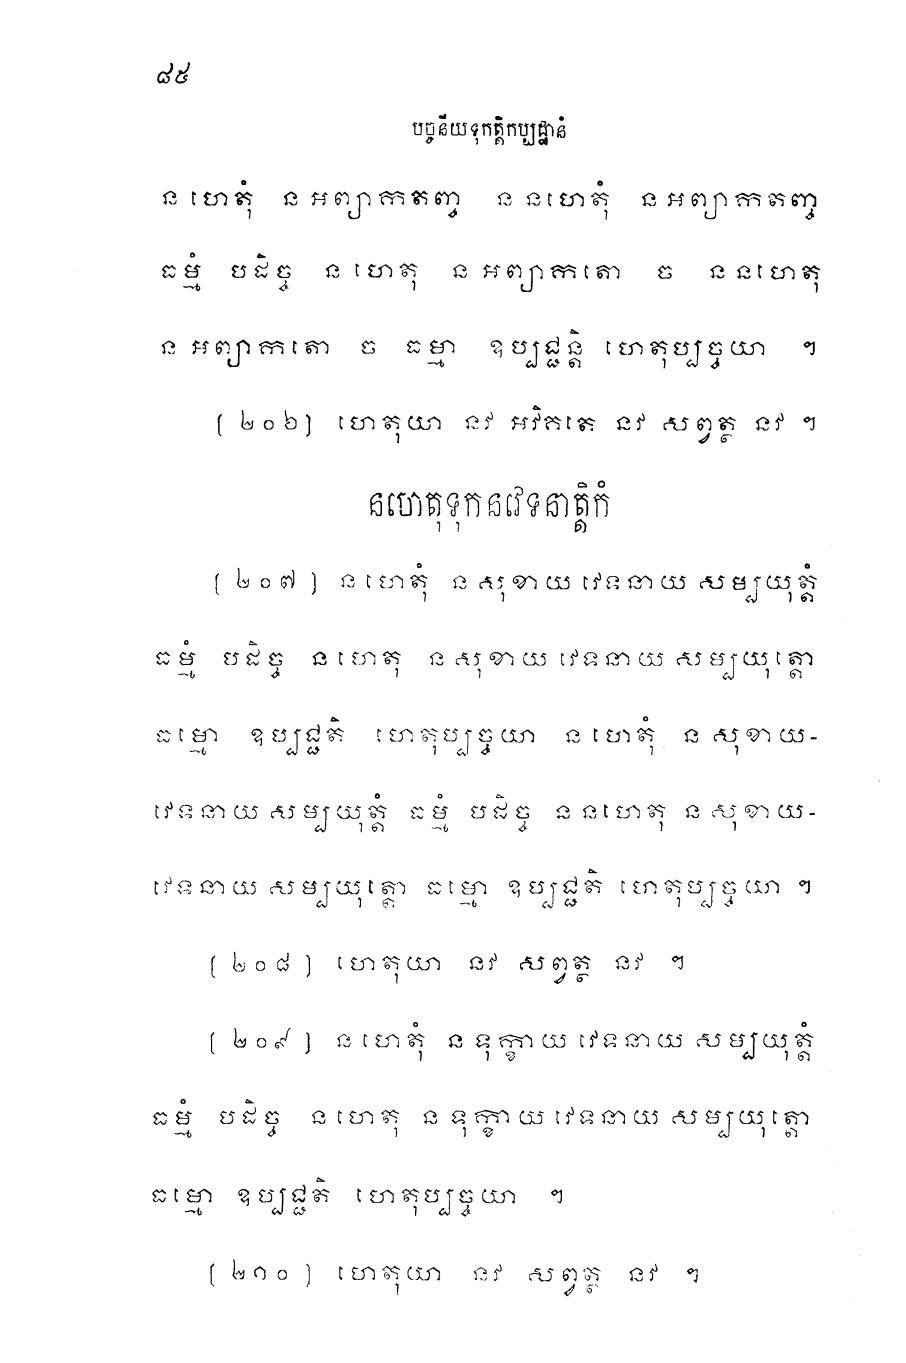 ៨៥
បច្ចនីយទុកត្តិកប្បដ្ឋានំ
ន ហេតុំ ន អព្យាកតញ្ច ន នហេតុំ ន អព្យាកតញ្ច
ធម្មំ បដិច្ច ន ហេតុ ន អព្យាកតោ ច ន នហេតុ
ន អព្យាកតោ ច ធម្មា ឧប្បជ្ជន្តិ ហេតុប្បច្ចយា ។
(២០៦) ហេតុយា នវ អវិគតេ នវ សព្វត្ថ នវ ។
នហេតុទុកនវេទនាត្តិកំ
(២០៧) ន ហេតុំ ន សុខាយ វេទនាយ សម្បយុត្តំ
ធម្មំ បដិច្ច ន ហេតុ ន សុខាយ វេទនាយ សម្បយុត្តោ
ធម្មោ ឧប្បជ្ជតិ ហេតុប្បច្ចយា ន ហេតុំ ន សុខាយ-
វេទនាយ សម្បយុត្តំ ធម្មំ បដិច្ច ន នហេតុ ន សុខាយ-
វេទនាយ សម្បយុត្តោ ធម្មោ ឧប្បជ្ជតិ ហេតុប្បច្ចយា ។
(២០៨) ហេតុយា នវ សព្វត្ថ នវ ។
(២០៩) ន ហេតុំ ន ទុក្ខាយ វេទនាយ សម្បយុត្តំ
ធម្មំ បដិច្ច ន ហេតុ ន ទុក្ខាយ វេទនាយ សម្បយុត្តោ
ធម្មោ ឧប្បជ្ជតិ ហេតុប្បច្ចយា ។
(២១០) ហេតុយា នវ សព្វត្ថ នវ ។